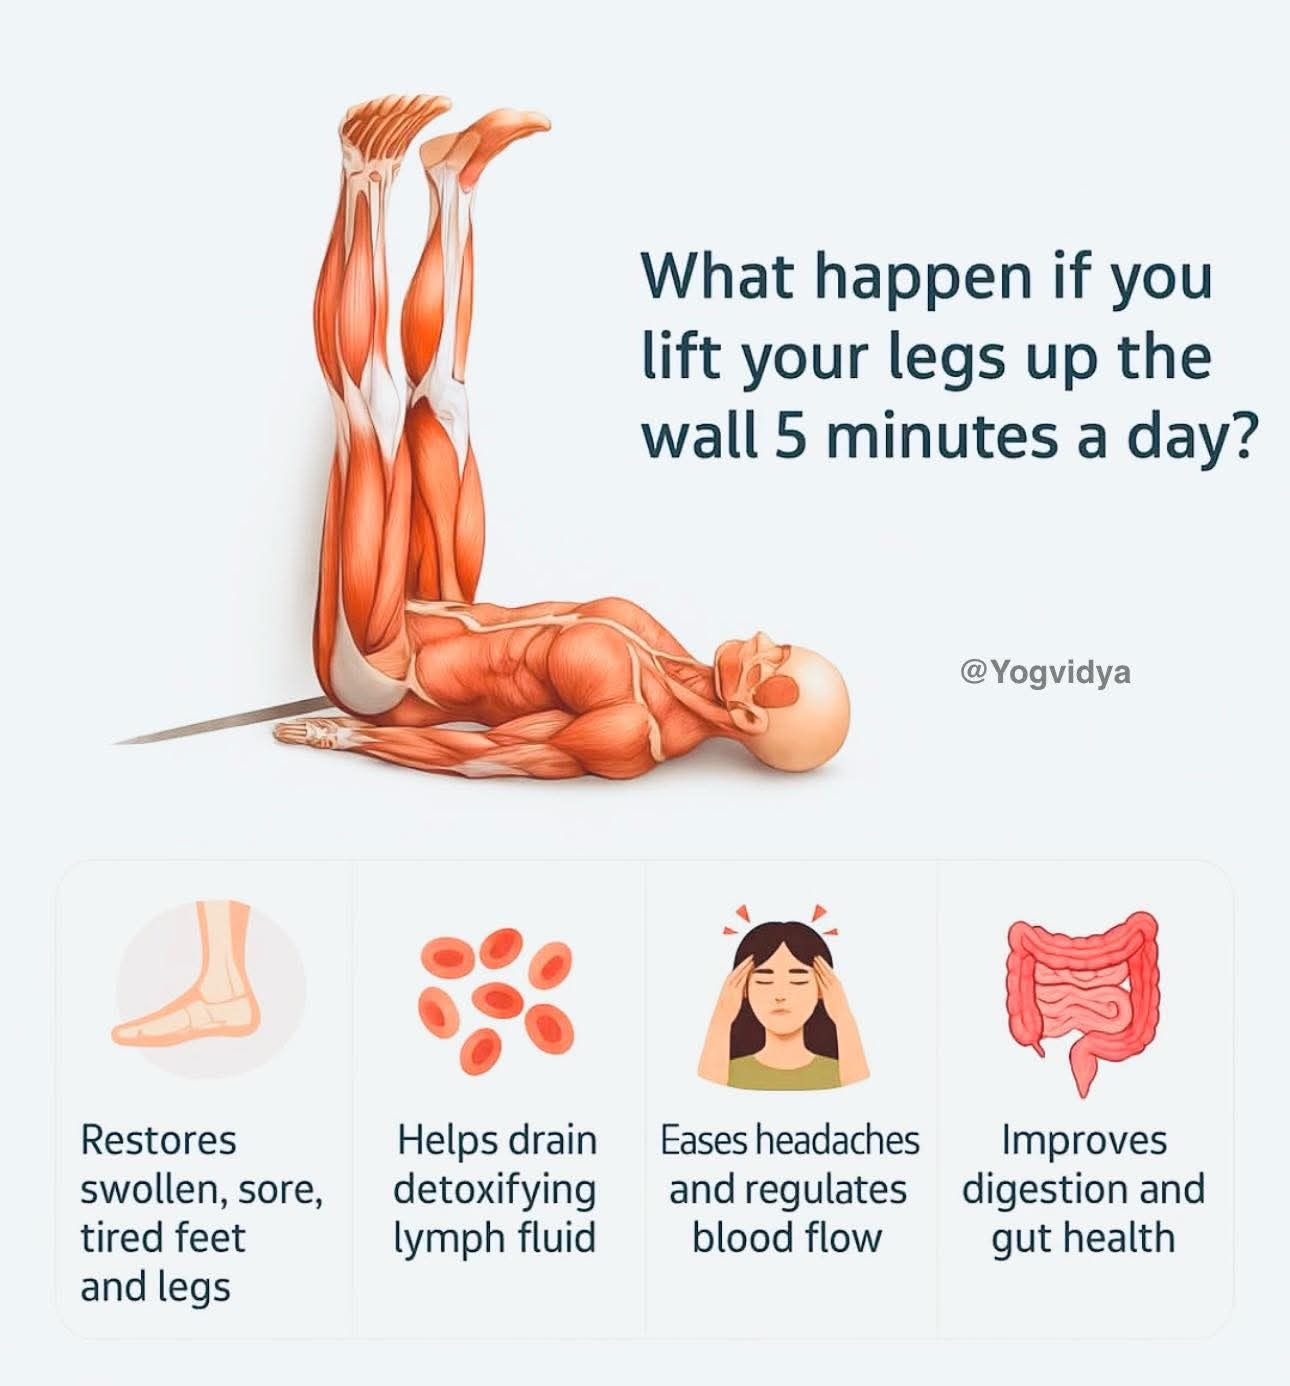 What happen if you
lift your legs up the
wall 5 minutes a day?
@Yogvidya
Restores
swollen, sore,
tired feet
and legs
Helps drain
detoxifying
lymph fluid
Eases headaches
and regulates
blood flow
Improves
digestion and
gut health